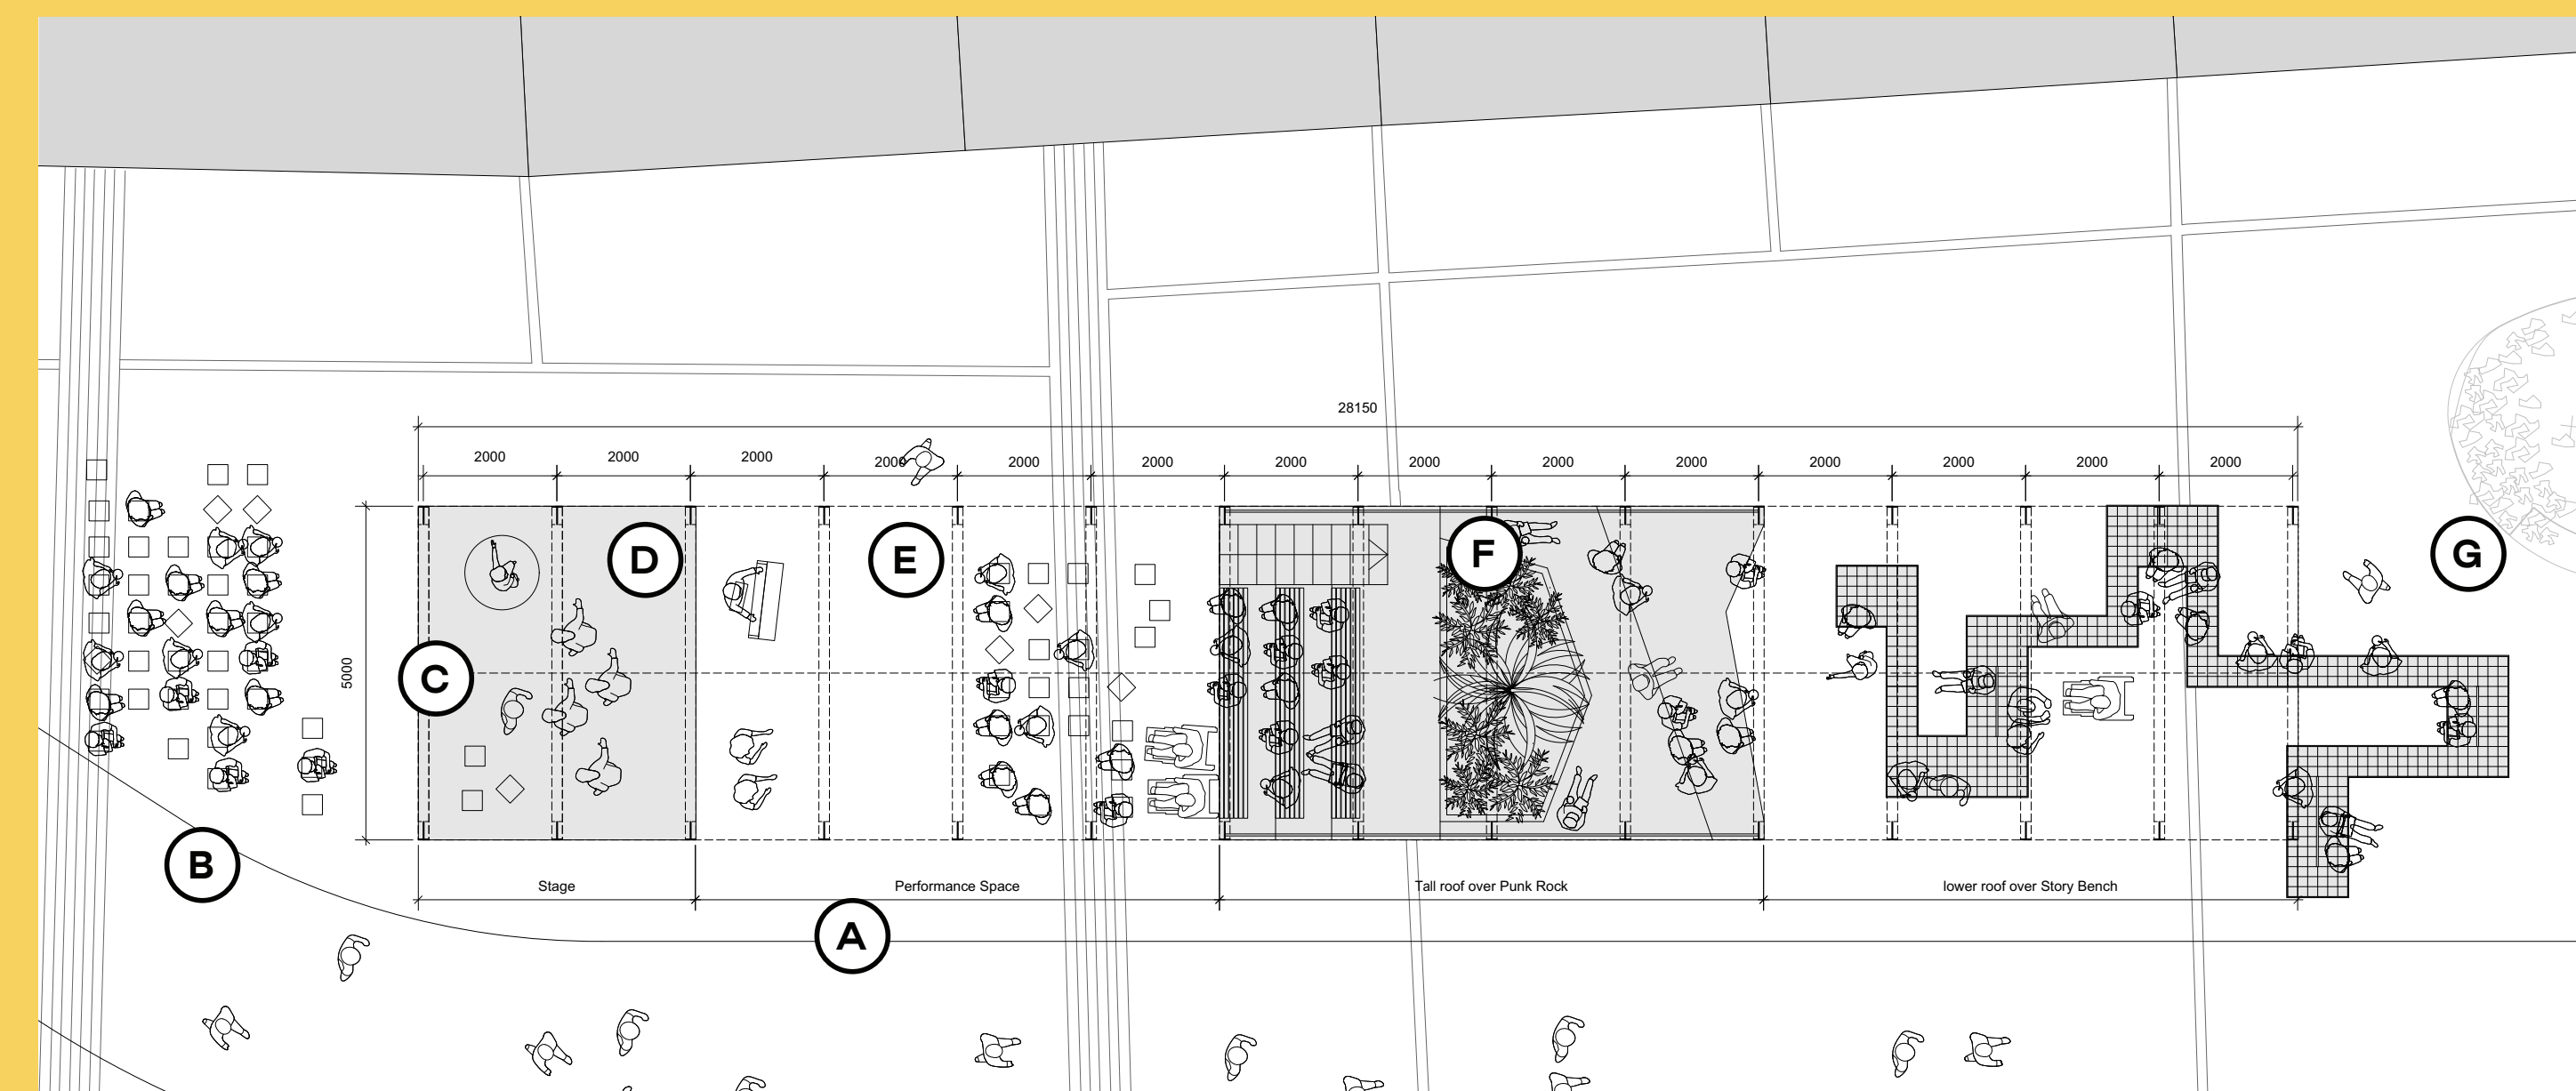 28150
2000 2000 2000 2000 2000 2000 2000 2000 2000 2000 2000 2000 2000 2000
D
E
F
G
5000
C
B
Stage
Performance Space
Tall roof over Punk Rock
lower roof over Story Bench
A